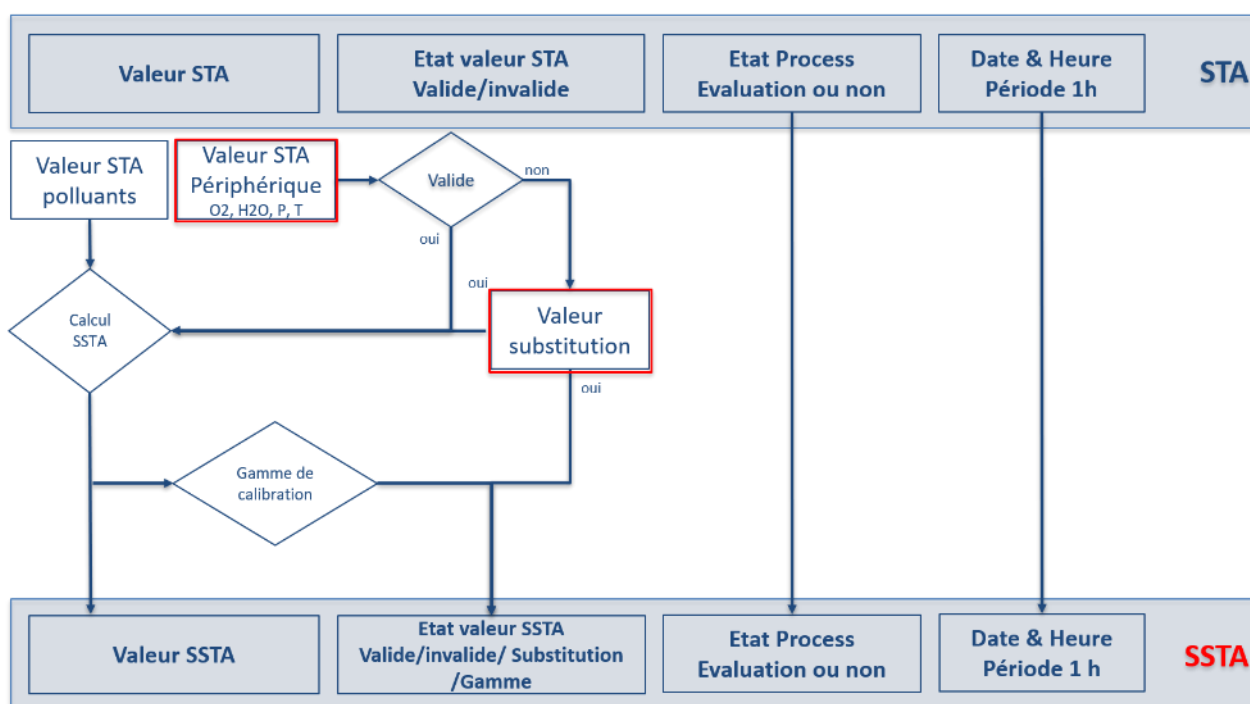 Valeur STA
Etat valeur STA
Valide/invalide
Etat Process
Evaluation ou non
Date & Heure
Période 1h
STA
Valeur STA
polluants
Valeur STA
Périphérique
O2, H2O, P, T
Valide
non
oui
oui
Calcul
SSTA
Valeur
substitution
oui
Gamme de
calibration
Valeur SSTA
Etat valeur SSTA
Valide/invalide/ Substitution
/Gamme
Etat Process
Evaluation ou non
Date & Heure
Période 1 h
SSTA